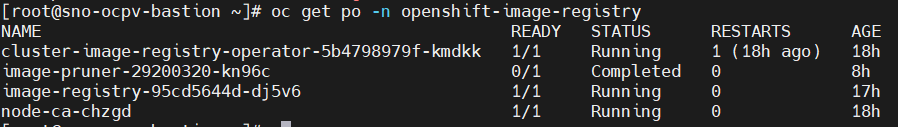 [root@sno-ocpv-bastion ~]# oc get po -n openshift-image-registry
NAME READY STATUS RESTARTS AGE
cluster-image-registry-operator-5b4798979f-kmdkk 1/1 Running 1 (18h ago) 18h
image-pruner-29200320-kn96c 0/1 Completed 0 8h
image-registry-95cd5644d-dj5v6 1/1 Running 0 17h
node-ca-chzgd 1/1 Running 0 18h